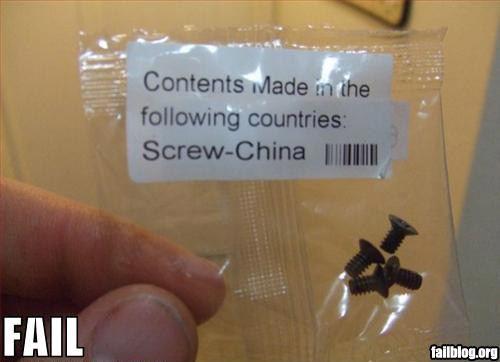 Contents Made in the
following countries:
Screw-China
FAIL
failblog.org